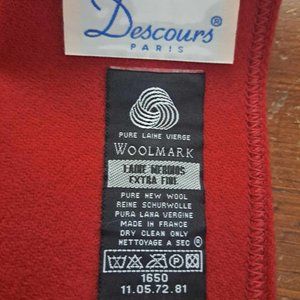 Descours®
PARIS
PURE LAINE VIERGE
WOOLMARK
LAINE MERINOS
EXTRA FINE
PURE NEW WOOL
REINE SCHURWOLLE
PURA LANA VERGINE
MADE IN FRANCE
DRY CLEAN ONLY
NETTOYAGE A SEC ®
1650
11.05.72.81